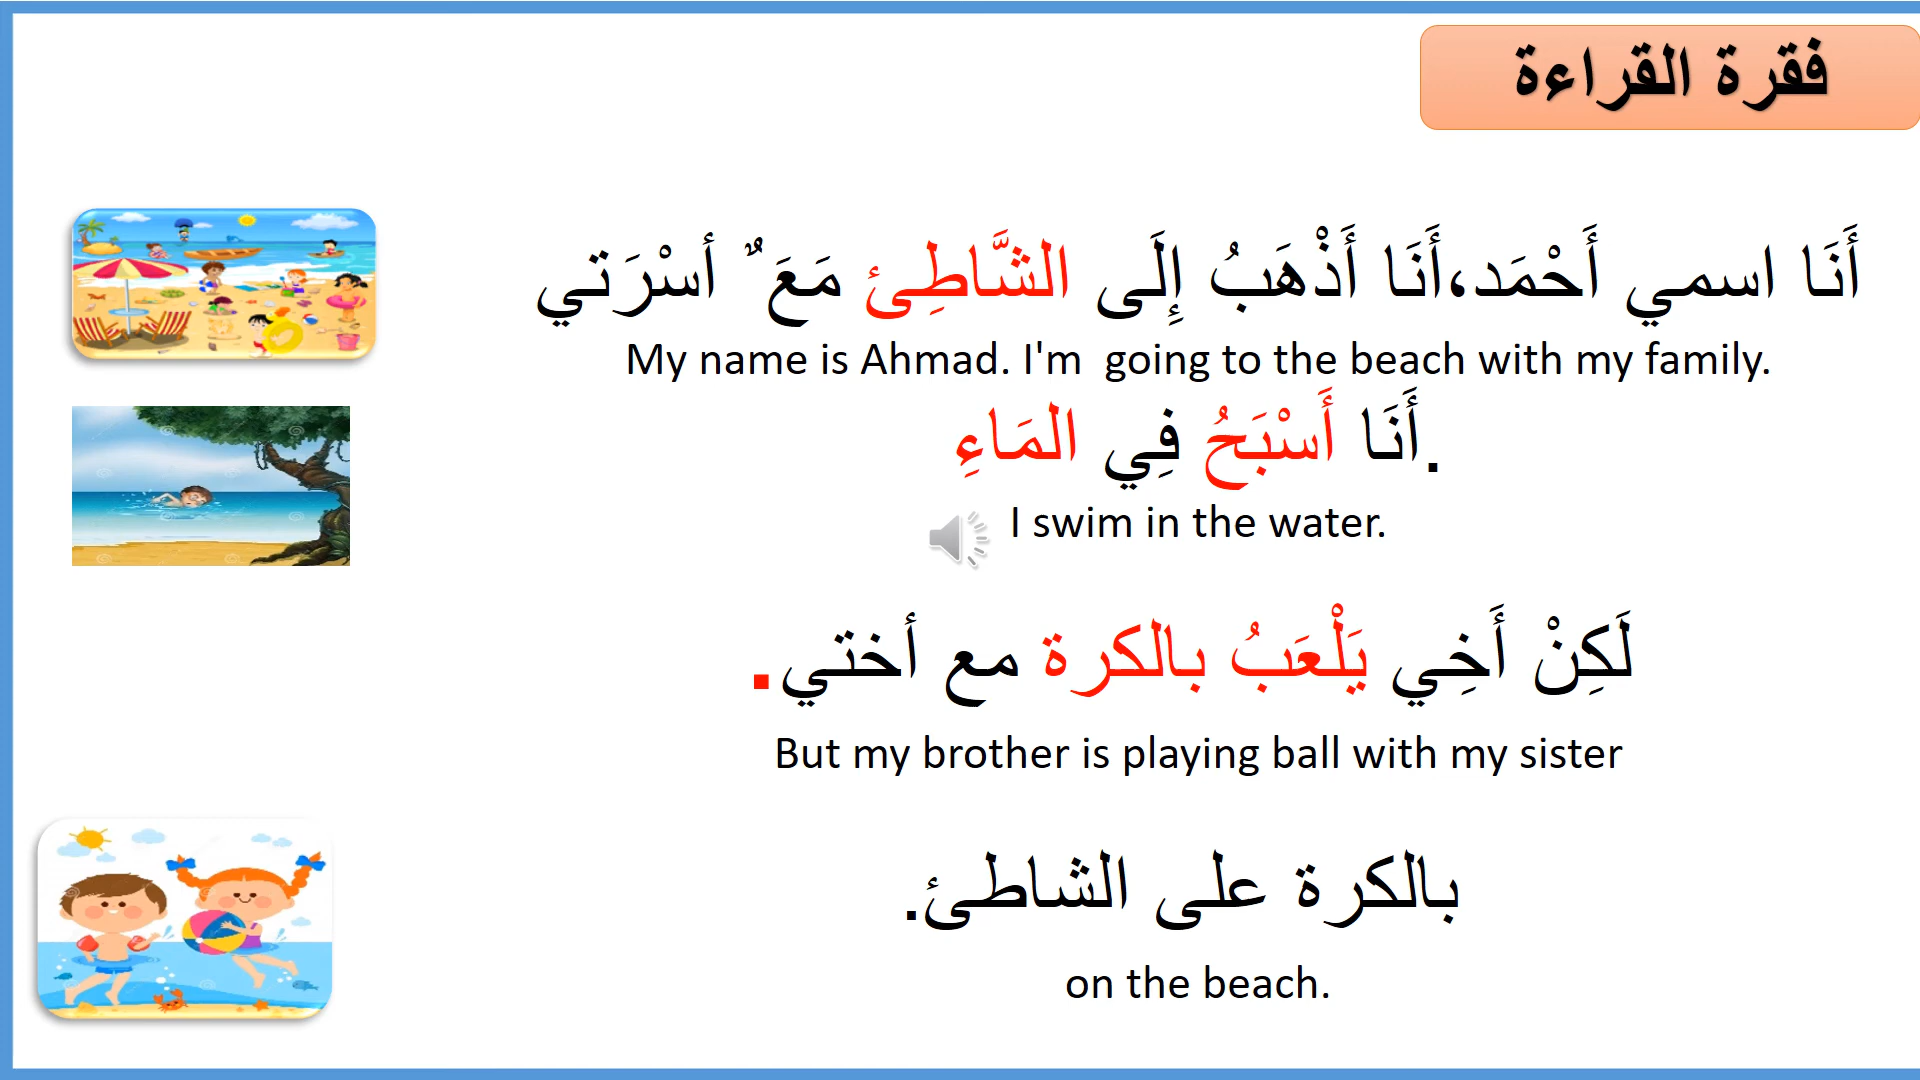 فقرة القراءة
أَنَا اسمي أَحْمَد،أَنَا أَذْهَبُ إِلَى الشَّاطِئ مَعَ ٌ أسْرَتي
My name is Ahmad. I'm  going to the beach with my family.
.أَنَا أَسْبَحُ فِي المَاءِ
I swim in the water.
لَكِنْ أَخِي يَلْعَبُ بالكرة مع أختي.
But my brother is playing ball with my sister
بالكرة على الشاطئ.
on the beach.